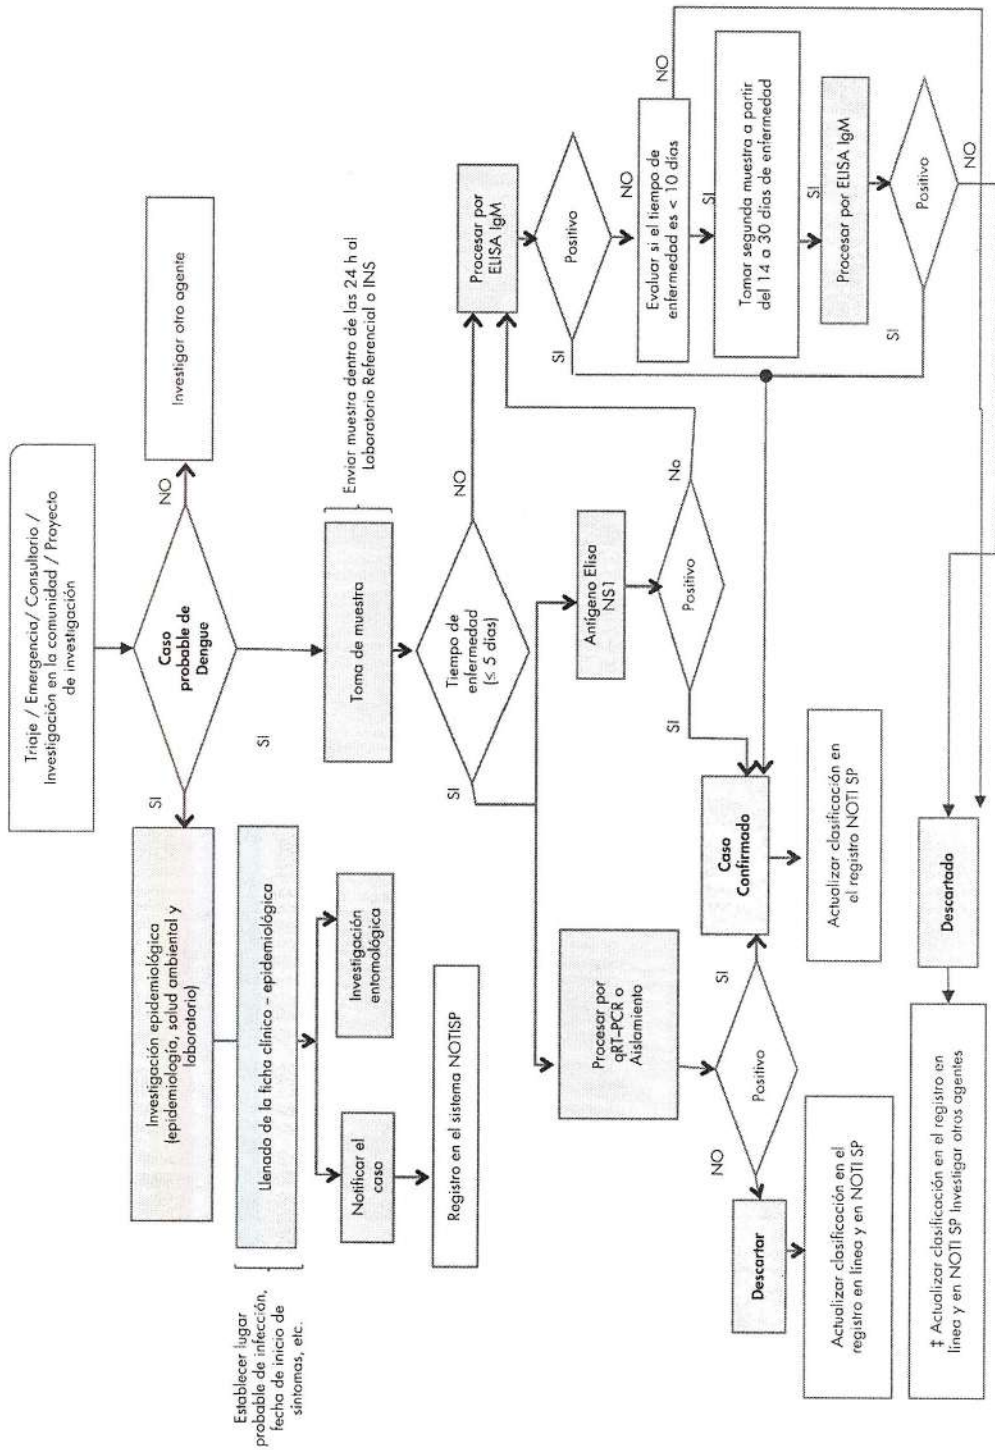 Triaje / Emergencia/ Consultorio /
Investigación en la comunidad / Proyecto
de investigación
Caso
probable de
Dengue
NO
Investigar otro agente
SI
SI
Investigación epidemiológica
(epidemiología, salud ambiental y
laboratorio)
Llenado de la ficha clínico – epidemiológica
Establecer lugar
probable de infección,
fecha de inicio de
síntomas, etc.
Notificar el
caso
Investigación
entomológica
Registro en el sistema NOTISP
Toma de muestra
Enviar muestra dentro de las 24 h al
Laboratorio Referencial o INS
Tiempo de
enfermedad
(≤ 5 días)
SI
NO
Procesar por
qRT–PCR o
Aislamiento
Positivo
NO
SI
Descartar
Actualizar clasificación en el
registro en línea y en NOTI SP
Antígeno Elisa
NS1
Positivo
SI
No
Caso
Confirmado
Actualizar clasificación en
el registro NOTI SP
Procesar por
ELISA IgM
Positivo
SI
NO
Evaluar si el tiempo de
enfermedad es < 10 días
NO
SI
Tomar segunda muestra a partir
del 14 a 30 días de enfermedad
SI
Procesar por ELISA IgM
Positivo
SI
NO
Descartado
‡ Actualizar clasificación en el registro en
línea y en NOTI SP Investigar otros agentes